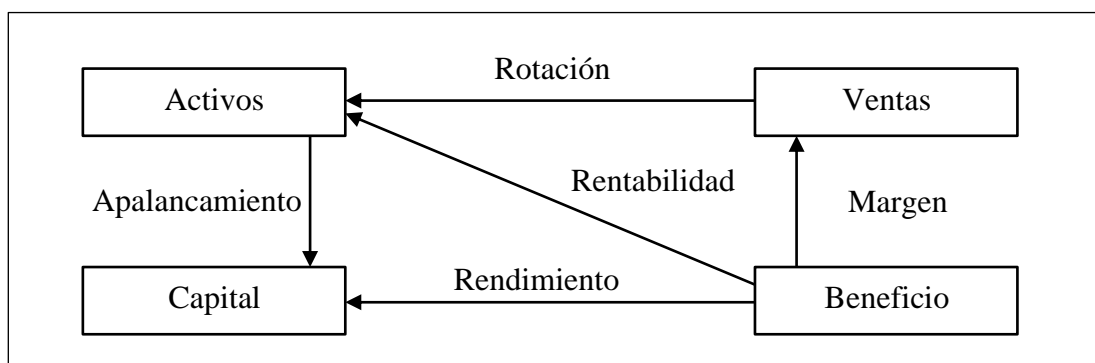 Rotación
Activos
Ventas
Rentabilidad
Apalancamiento
Margen
Rendimiento
Capital
Beneficio